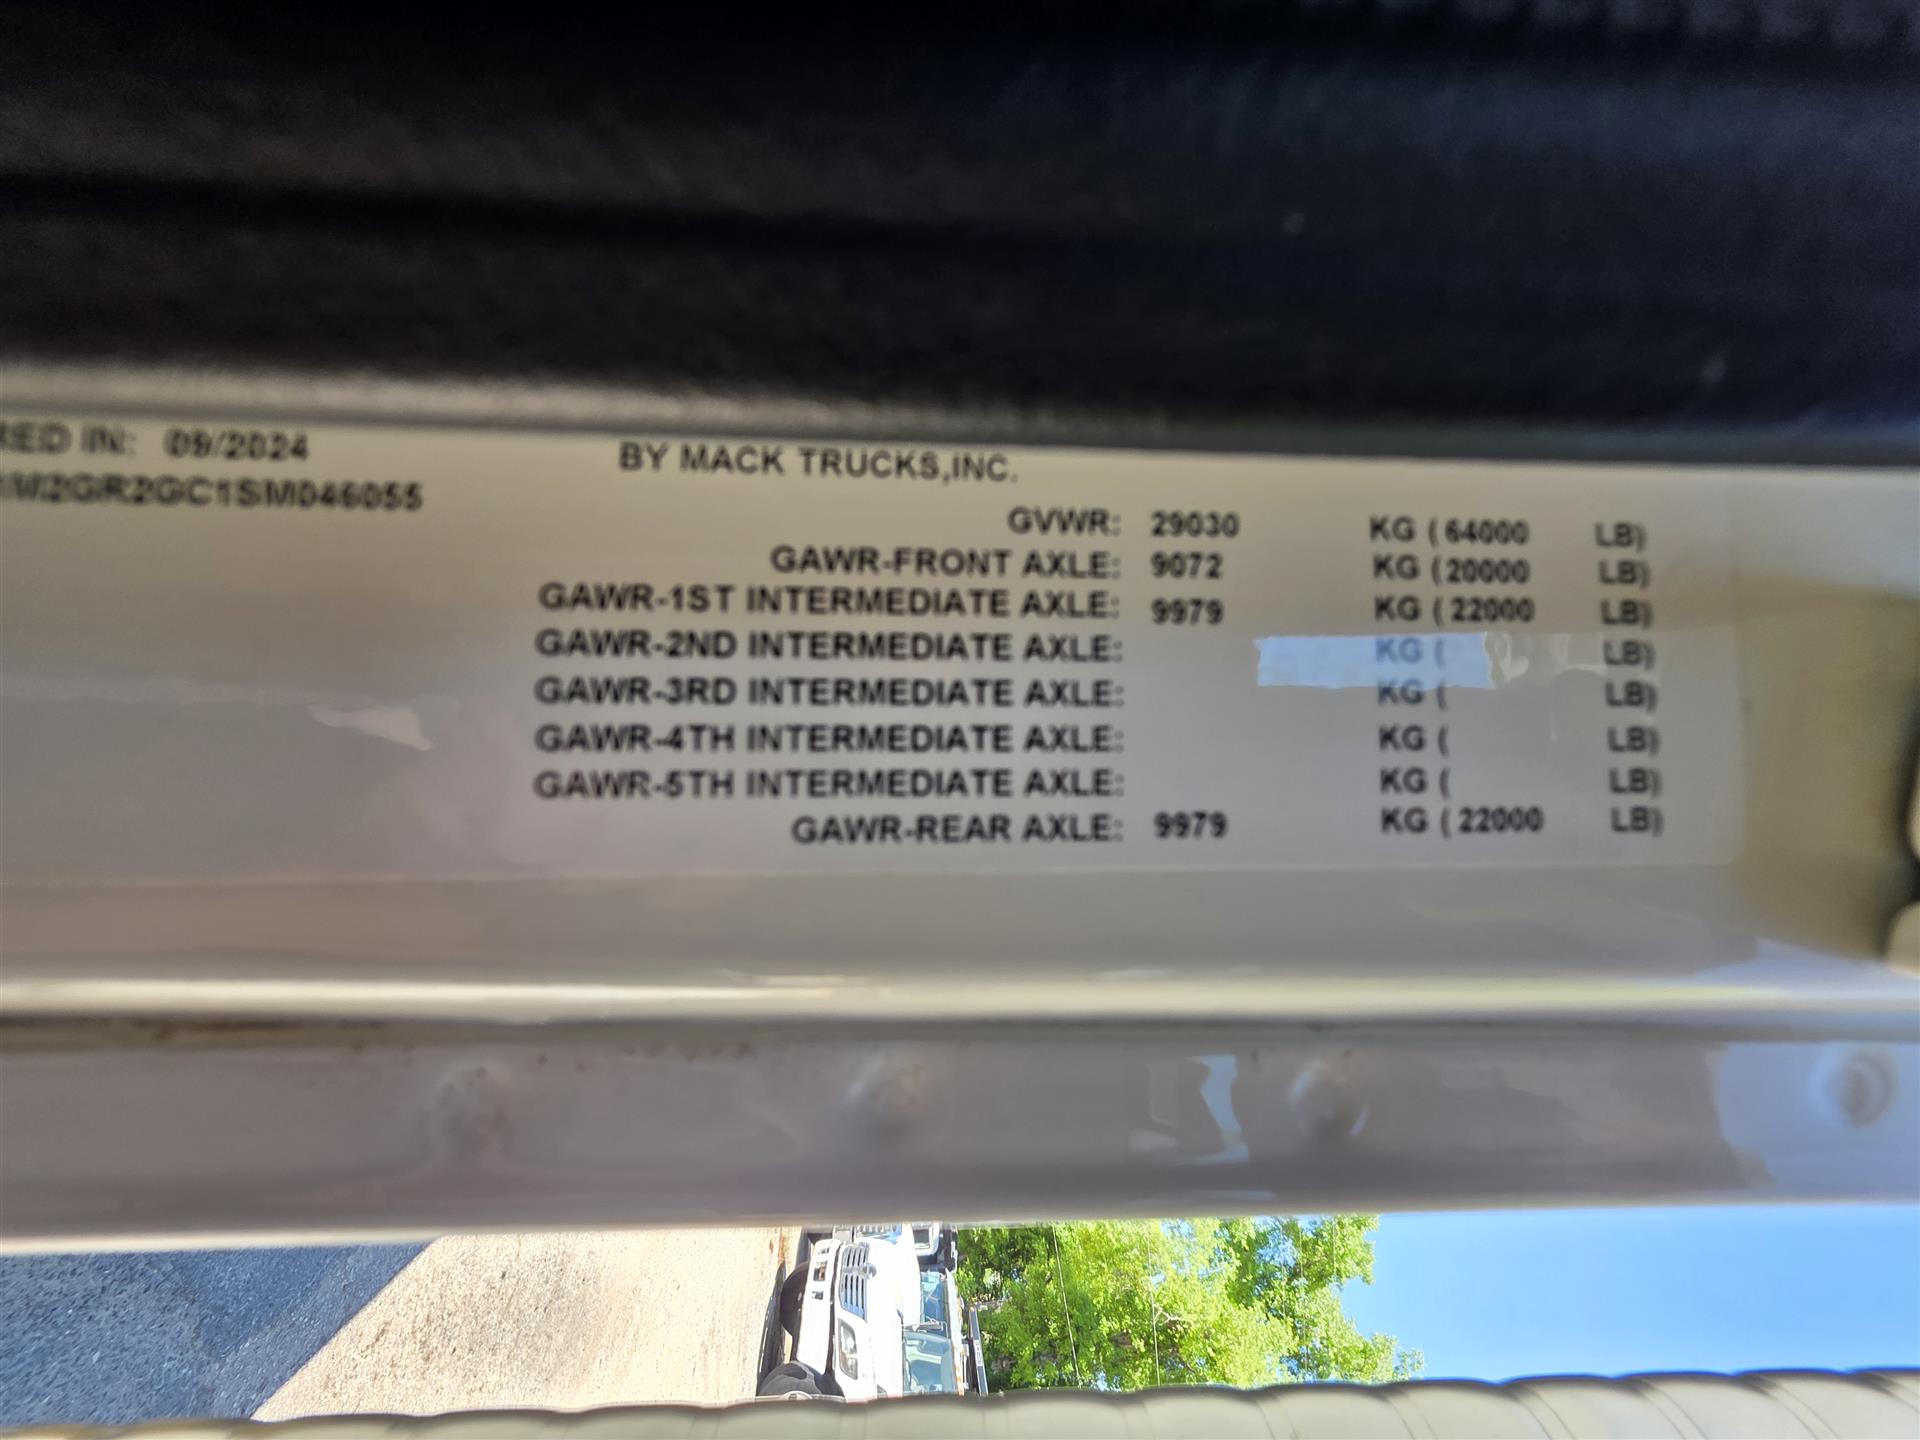 RED IN: 09/2024
1M2GR2GC1SM046055
BY MACK TRUCKS,INC.
GVWR: 29030 KG ( 64000 LB)
GAWR-FRONT AXLE: 9072 KG ( 20000 LB)
GAWR-1ST INTERMEDIATE AXLE: 9979 KG ( 22000 LB)
GAWR-2ND INTERMEDIATE AXLE: KG ( LB)
GAWR-3RD INTERMEDIATE AXLE: KG ( LB)
GAWR-4TH INTERMEDIATE AXLE: KG ( LB)
GAWR-5TH INTERMEDIATE AXLE: KG ( LB)
GAWR-REAR AXLE: 9979 KG ( 22000 LB)